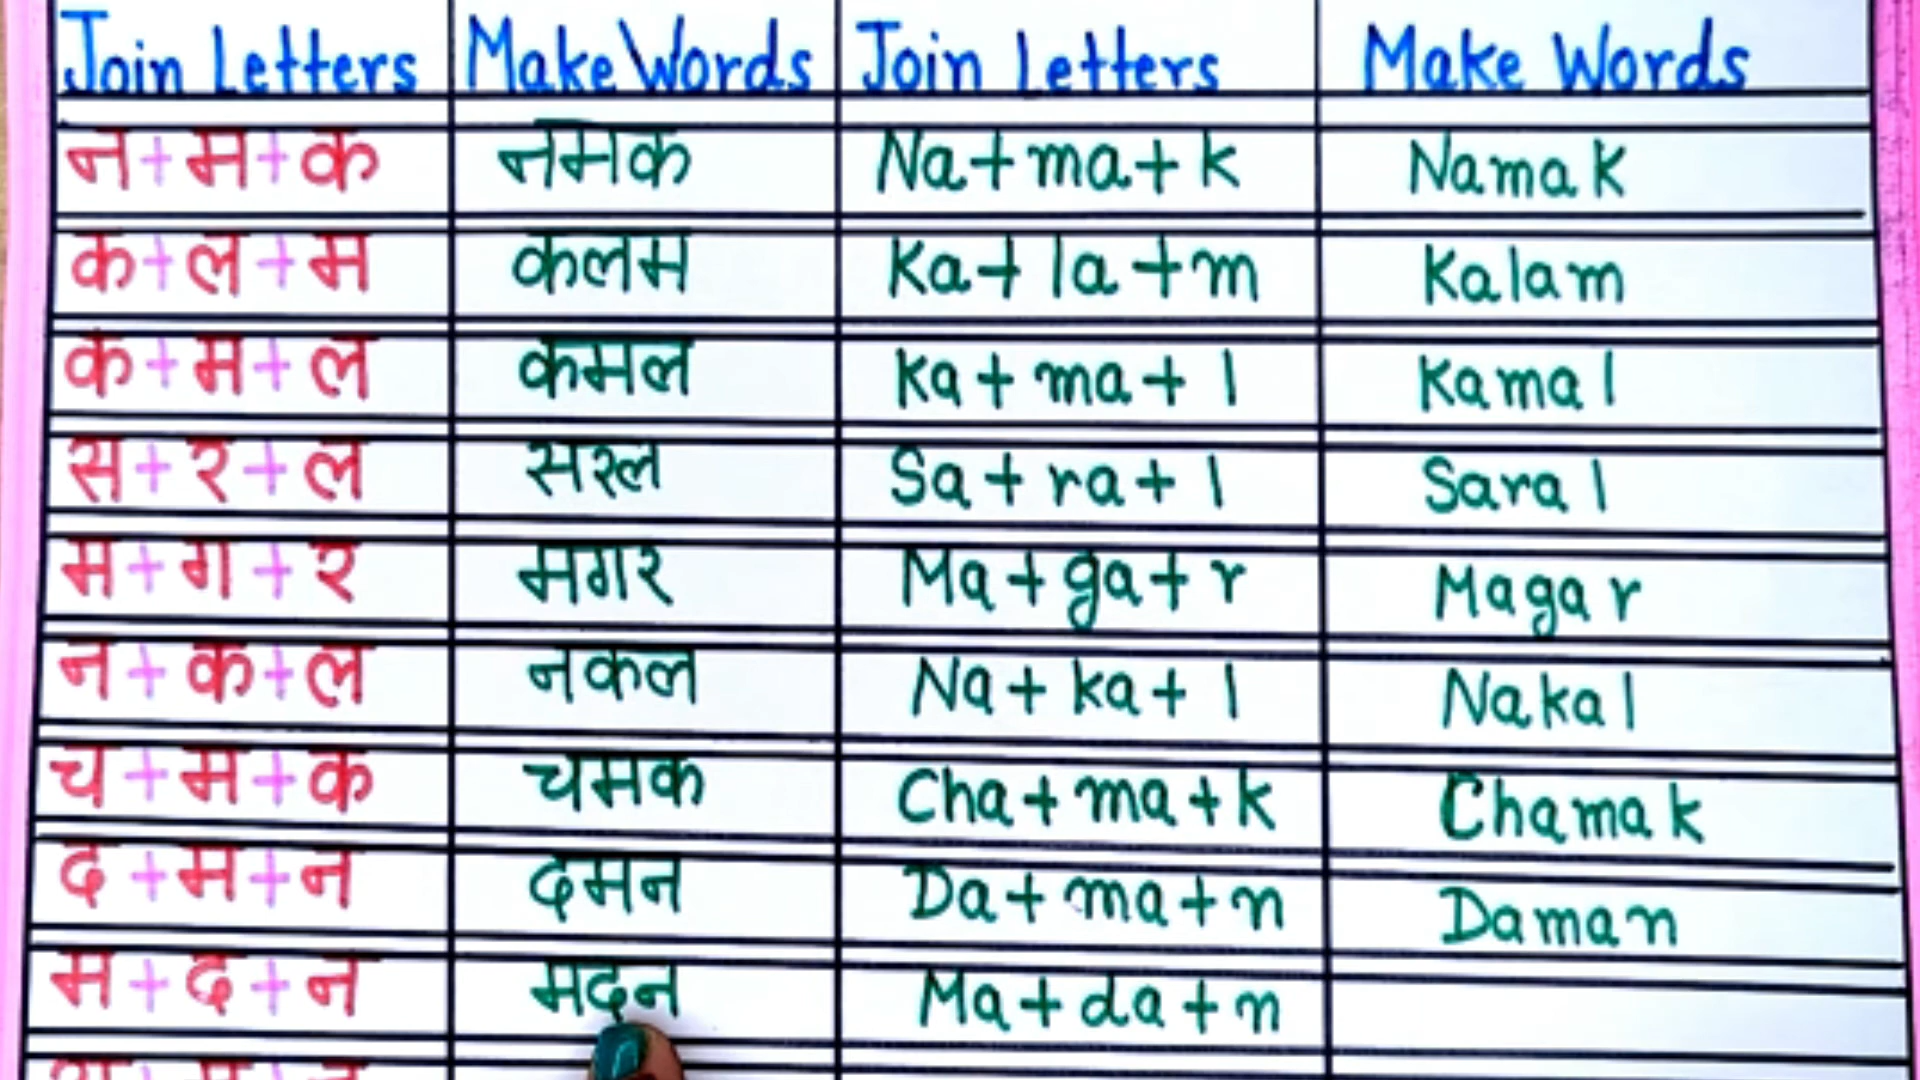 Join Letters Make Words Join Letters Make Words
न+म+क नमक Na+ma+k Namak
क+ल+म कलम Ka+la+m Kalam
क+म+ल कमल Ka+ma+l Kamal
स+र+ल सरल Sa+ra+l Saral
म+ग+र मगर Ma+ga+r Magar
न+क+ल नकल Na+ka+l Nakal
च+म+क चमक Cha+ma+k Chamak
द+म+न दमन Da+ma+n Daman
म+द+न मदन Ma+da+n